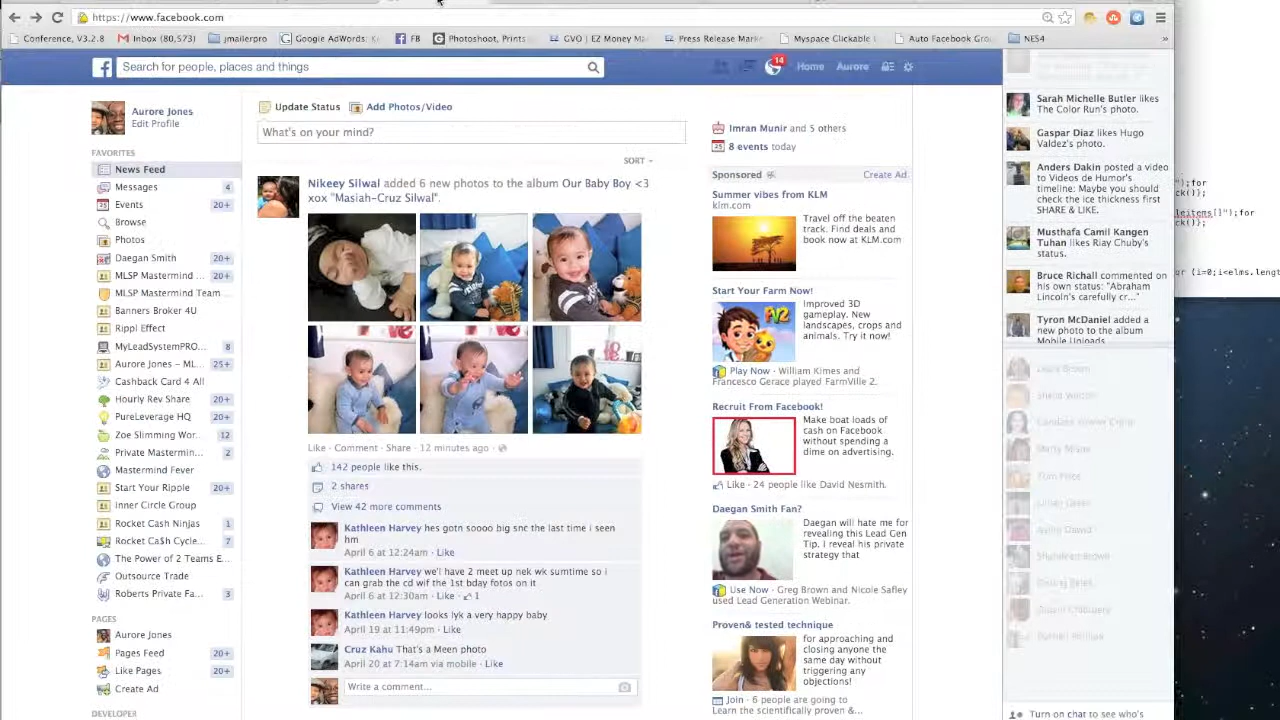 https://www.facebook.com
Conference, V.3.2.8
Inbox (80,573)
jmailerpro
Google AdWords: Ke
FB
Photoshoot, Prints
GVO | EZ Money Ma
Press Release Mark
Myspace Clickable
Auto Facebook Grou
NES4
»
Search for people, places and things
14
Home
Aurore
Aurore Jones
Edit Profile
FAVORITES
News Feed
Messages 4
Events 20+
Browse
Photos
Daegan Smith 20+
MLSP Mastermind ... 20+
MLSP Mastermind Team
Banners Broker 4U
Rippl Effect
MyLeadSystemPRO... 8
Aurore Jones – ML... 25+
Cashback Card 4 All
Hourly Rev Share 20+
PureLeverage HQ 20+
Zoe Slimming Wor... 12
Private Mastermin... 2
Mastermind Fever
Start Your Ripple 20+
Inner Circle Group
Rocket Cash Ninjas 1
Rocket Ca$h Cycle... 7
The Power of 2 Teams E...
Outsource Trade
Roberts Private Fa... 3
PAGES
Aurore Jones
Pages Feed 20+
Like Pages 20+
Create Ad
DEVELOPER
Update Status
Add Photos/Video
What's on your mind?
SORT
Nikeey Silwal added 6 new photos to the album Our Baby Boy <3
xox "Masiah-Cruz Silwal".
Like · Comment · Share · 12 minutes ago ·
142 people like this.
2 shares
View 42 more comments
Kathleen Harvey hes gotn soooo big snc the last time i seen
hm
April 6 at 12:24am · Like
Kathleen Harvey we'll have 2 meet up nek wk sumtime so i
can grab the cd wif the 1st bday fotos on it
April 6 at 12:30am · Like · 1
Kathleen Harvey looks lyk a very happy baby
April 19 at 11:49pm · Like
Cruz Kahu That's a Meen photo
April 20 at 7:14am via mobile · Like
Write a comment...
Imran Munir and 5 others
8 events today
Sponsored
Create Ad
Summer vibes from KLM
klm.com
Travel off the beaten
track. Find deals and
book now at KLM.com
Start Your Farm Now!
Improved 3D
gameplay. New
landscapes, crops and
animals. Try it now!
Play Now · William Kimes and
Francesco Gerace played FarmVille 2.
Recruit From Facebook!
Make boat loads of
cash on Facebook
without spending a
dime on advertising.
Like · 24 people like David Nesmith.
Daegan Smith Fan?
Daegan will hate me for
revealing this Lead Gen
Tip. I reveal his private
strategy that
Use Now · Greg Brown and Nicole Safley
used Lead Generation Webinar.
Proven& tested technique
for approaching and
closing anyone the
same day without
triggering any
objections!
Join · 6 people are going to
Learn the scientifically proven &...
Sarah Michelle Butler likes
The Color Run's photo.
Gaspar Diaz likes Hugo
Valdez's photo.
Anders Dakin posted a
video to Videos de Humor's
timeline: Maybe you should
check the ice thickness first
SHARE & LIKE.
Musthafa Camil Kangen
Tuhan likes Riay Chuby's
status.
Bruce Richall commented on
his own status: "Abraham
Lincoln's carefully cr..."
Tyron McDaniel added a
new photo to the album
Mobile Uploads
Turn on chat to see who's
");for
ck());
leitens[]");for
ck());
or (i=0;i<elms.lengt